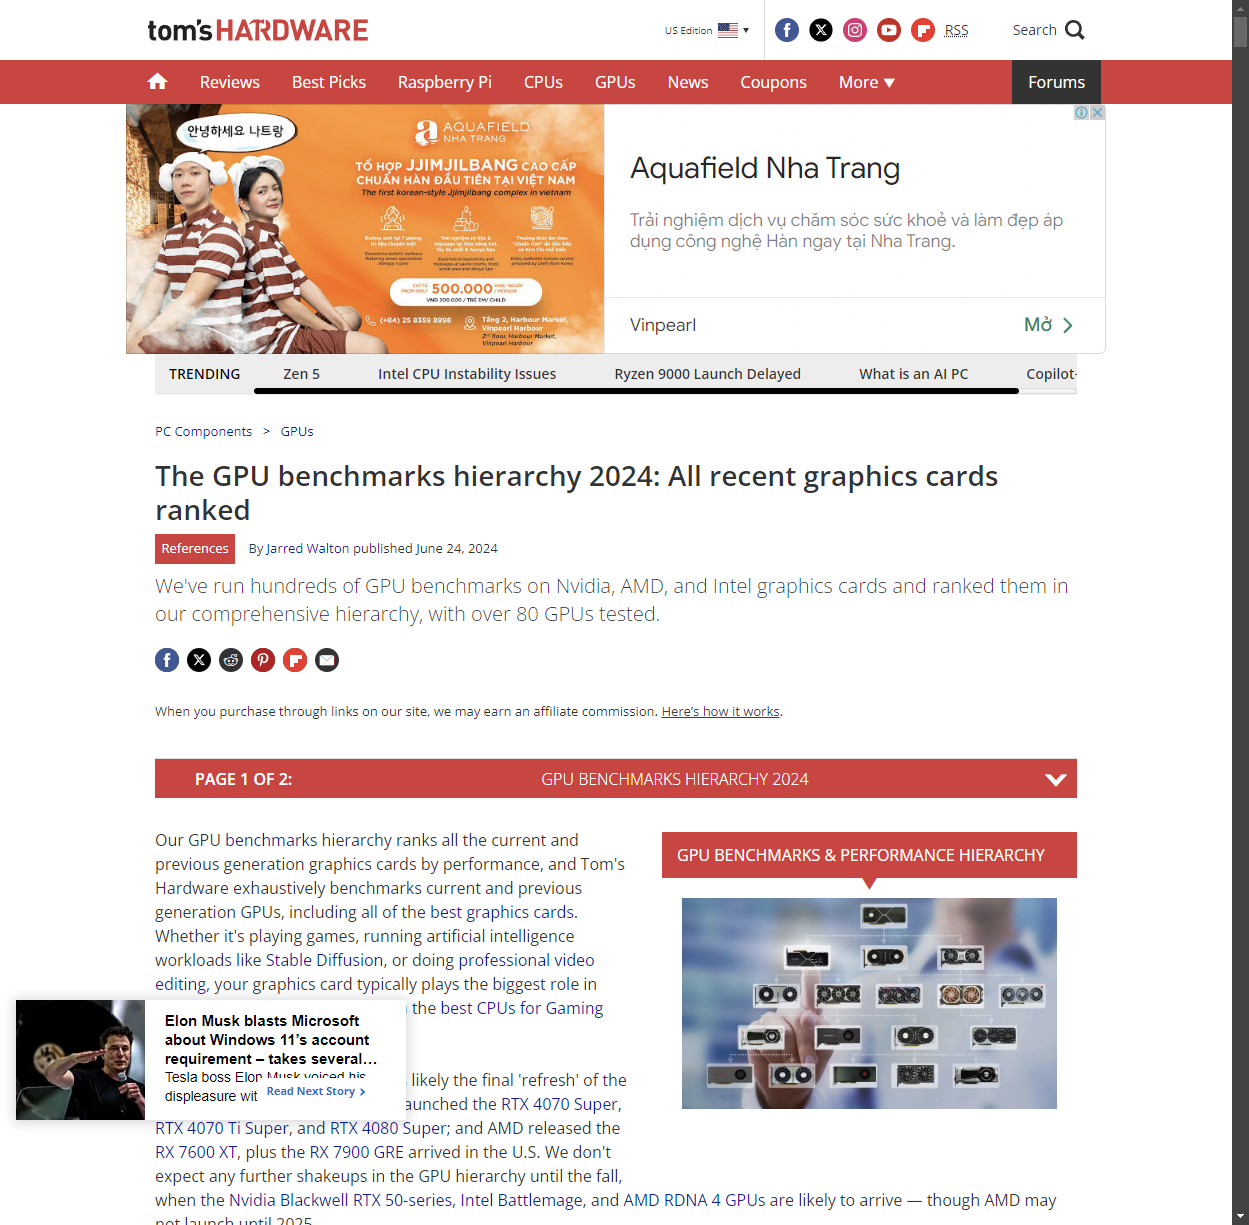 tom's HARDWARE
US Edition
RSS
Search
Reviews
Best Picks
Raspberry Pi
CPUs
GPUs
News
Coupons
More
Forums
안녕하세요 나트랑
AQUAFIELD
NHA TRANG
TỔ HỢP JJIMJILBANG CAO CẤP
CHUẨN HÀN ĐẦU TIÊN TẠI VIỆT NAM
The first korean-style Jjimjilbang complex in vietnam
500.000
VND 300.000 / TRẺ EM/ CHILD
(+84) 25 8359 8998
Tầng 2, Harbour Market,
Vinpearl Harbour
2nd floor, Harbour Market,
Vinpearl Harbour
Aquafield Nha Trang
Trải nghiệm dịch vụ chăm sóc sức khoẻ và làm đẹp áp
dụng công nghệ Hàn ngay tại Nha Trang.
Vinpearl
Mở
TRENDING
Zen 5
Intel CPU Instability Issues
Ryzen 9000 Launch Delayed
What is an AI PC
Copilot-
PC Components > GPUs
The GPU benchmarks hierarchy 2024: All recent graphics cards
ranked
References
By Jarred Walton published June 24, 2024
We've run hundreds of GPU benchmarks on Nvidia, AMD, and Intel graphics cards and ranked them in
our comprehensive hierarchy, with over 80 GPUs tested.
When you purchase through links on our site, we may earn an affiliate commission. Here's how it works.
PAGE 1 OF 2:
GPU BENCHMARKS HIERARCHY 2024
Our GPU benchmarks hierarchy ranks all the current and
previous generation graphics cards by performance, and Tom's
Hardware exhaustively benchmarks current and previous
generation GPUs, including all of the best graphics cards.
Whether it's playing games, running artificial intelligence
workloads like Stable Diffusion, or doing professional video
editing, your graphics card typically plays the biggest role in
the best CPUs for Gaming
GPU BENCHMARKS & PERFORMANCE HIERARCHY
Elon Musk blasts Microsoft
about Windows 11's account
requirement – takes several...
Tesla boss Elon Musk voiced his
displeasure wit
Read Next Story
likely the final 'refresh' of the
aunched the RTX 4070 Super,
RTX 4070 Ti Super, and RTX 4080 Super; and AMD released the
RX 7600 XT, plus the RX 7900 GRE arrived in the U.S. We don't
expect any further shakeups in the GPU hierarchy until the fall,
when the Nvidia Blackwell RTX 50-series, Intel Battlemage, and AMD RDNA 4 GPUs are likely to arrive — though AMD may
not launch until 2025.